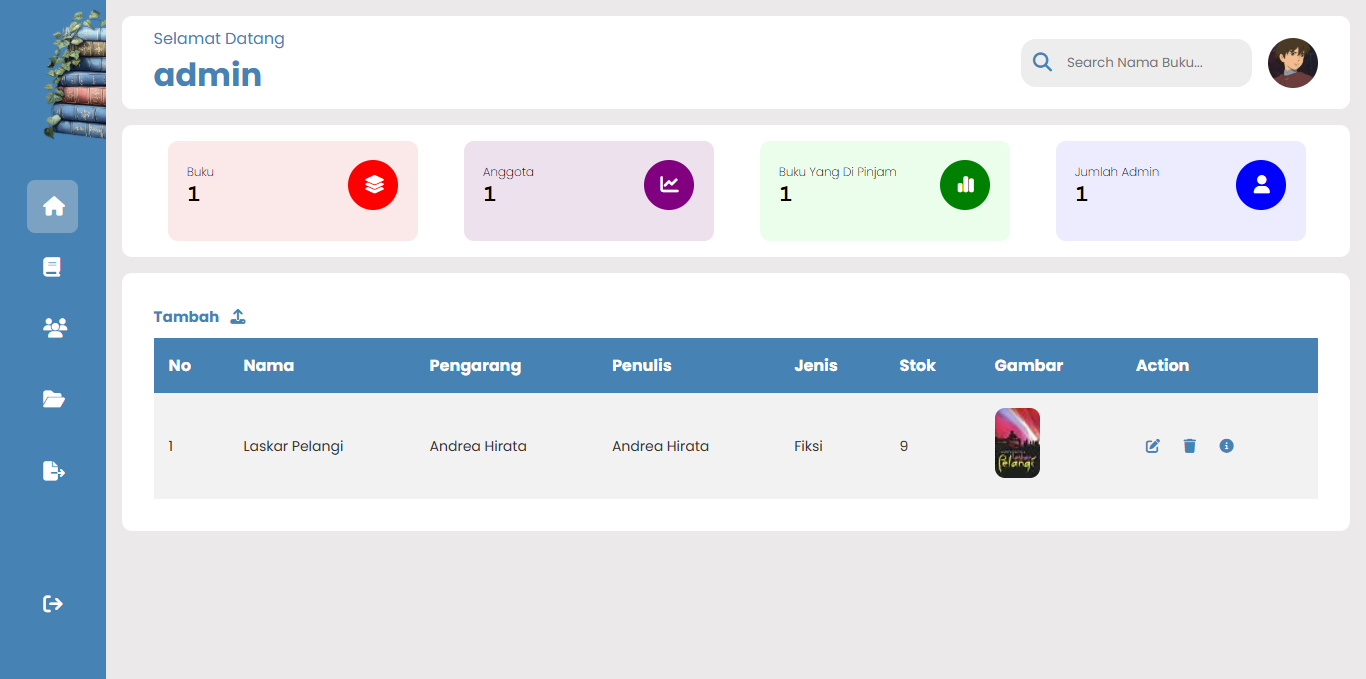 Selamat Datang
admin
Search Nama Buku...
Buku
1
Anggota
1
Buku Yang Di Pinjam
1
Jumlah Admin
1
Tambah
No Nama Pengarang Penulis Jenis Stok Gambar Action
1 Laskar Pelangi Andrea Hirata Andrea Hirata Fiksi 9
Pelangi